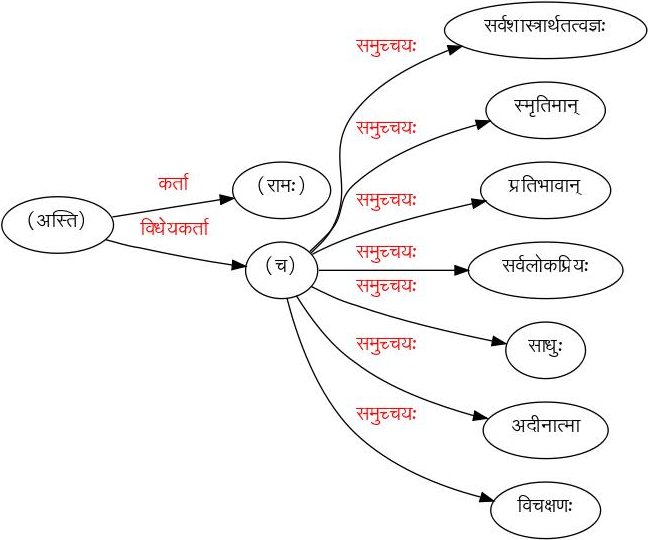 समुच्चयः
सर्वशास्त्रार्थतत्वज्ञः
समुच्चयः
स्मृतिमान्
कर्ता
(रामः)
समुच्चयः
प्रतिभावान्
(अस्ति)
विधेयकर्ता
(च)
समुच्चयः
सर्वलोकप्रियः
समुच्चयः
साधुः
समुच्चयः
अदीनात्मा
समुच्चयः
विचक्षणः